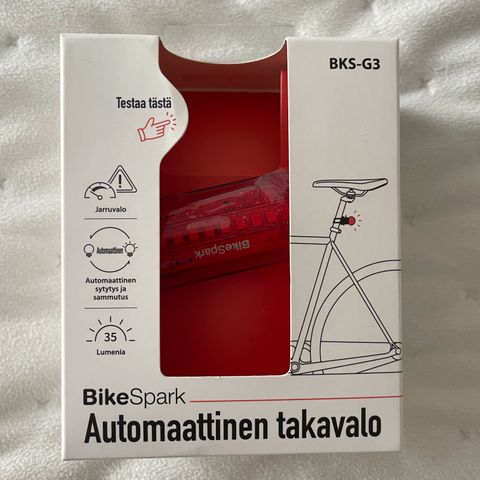 BKS-G3
Testaa tästä
Jarruvalo
Automaattinen
Automaattinen
sytytys ja
sammutus
35
Lumenia
BikeSpark
BikeSpark
Automaattinen takavalo